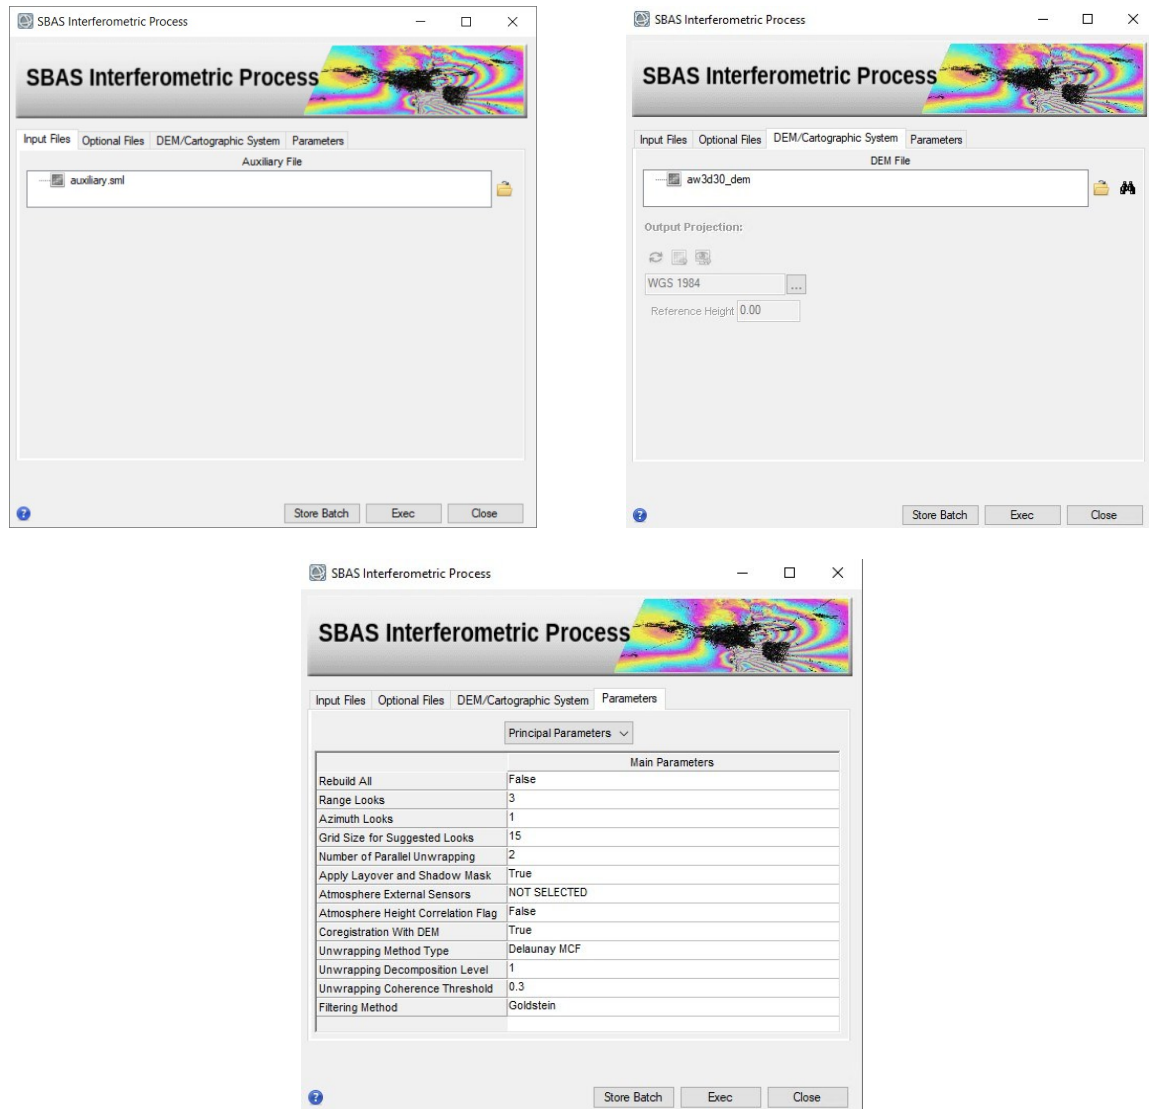 SBAS Interferometric Process
SBAS Interferometric Process
Input Files Optional Files DEM/Cartographic System Parameters
Auxiliary File
auxiliary.sml
Store Batch Exec Close
SBAS Interferometric Process
SBAS Interferometric Process
Input Files Optional Files DEM/Cartographic System Parameters
DEM File
aw3d30_dem
Output Projection:
WGS 1984 ...
Reference Height 0.00
Store Batch Exec Close
SBAS Interferometric Process
SBAS Interferometric Process
Input Files Optional Files DEM/Cartographic System Parameters
Principal Parameters
Main Parameters
Rebuild All False
Range Looks 3
Azimuth Looks 1
Grid Size for Suggested Looks 15
Number of Parallel Unwrapping 2
Apply Layover and Shadow Mask True
Atmosphere External Sensors NOT SELECTED
Atmosphere Height Correlation Flag False
Coregistration With DEM True
Unwrapping Method Type Delaunay MCF
Unwrapping Decomposition Level 1
Unwrapping Coherence Threshold 0.3
Filtering Method Goldstein
Store Batch Exec Close